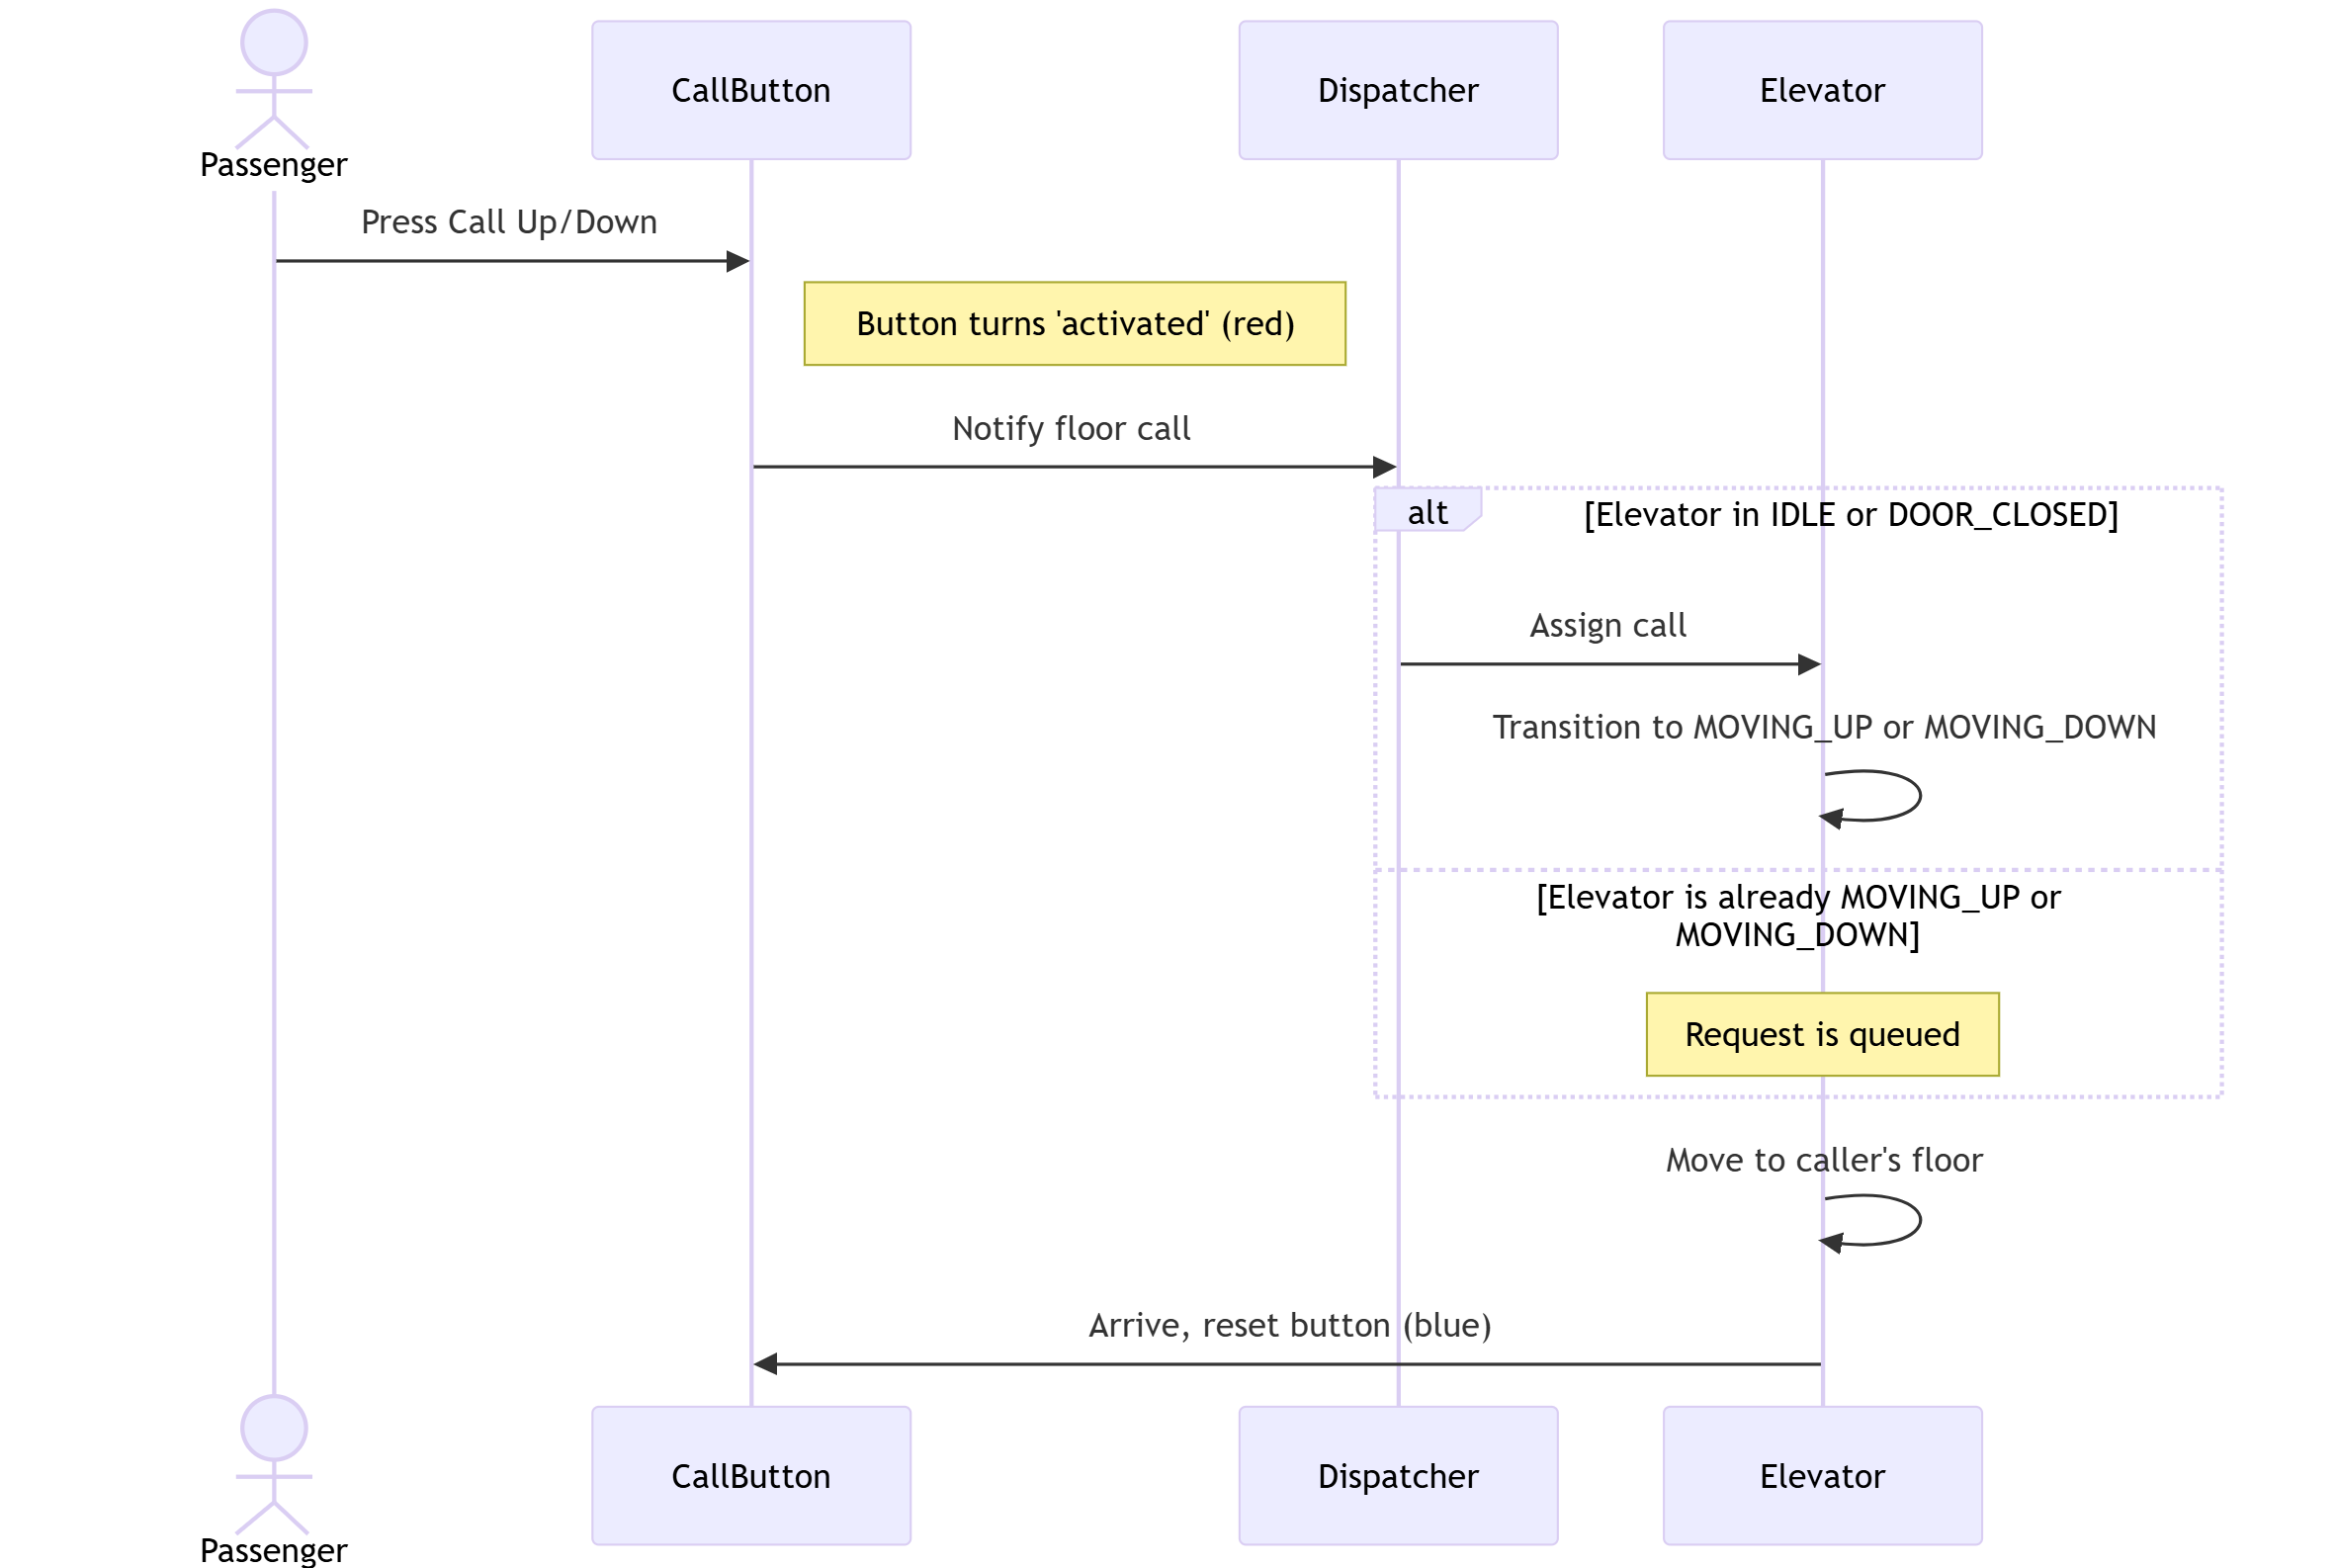 Passenger
CallButton
Dispatcher
Elevator
Press Call Up/Down
Button turns 'activated' (red)
Notify floor call
alt
[Elevator in IDLE or DOOR_CLOSED]
Assign call
Transition to MOVING_UP or MOVING_DOWN
[Elevator is already MOVING_UP or
MOVING_DOWN]
Request is queued
Move to caller's floor
Arrive, reset button (blue)
Passenger
CallButton
Dispatcher
Elevator